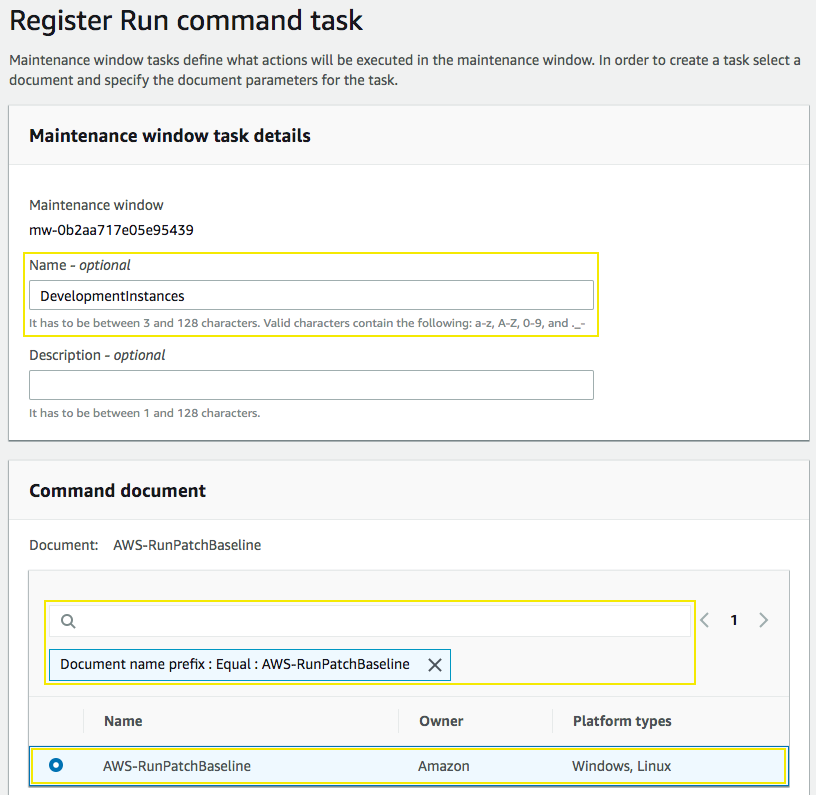 Register Run command task
Maintenance window tasks define what actions will be executed in the maintenance window. In order to create a task select a
document and specify the document parameters for the task.
Maintenance window task details
Maintenance window
mw-0b2aa717e05e95439
Name - optional
DevelopmentInstances
It has to be between 3 and 128 characters. Valid characters contain the following: a-z, A-Z, 0-9, and ._-
Description - optional
It has to be between 1 and 128 characters.
Command document
Document: AWS-RunPatchBaseline
1
Document name prefix : Equal : AWS-RunPatchBaseline
Name Owner Platform types
AWS-RunPatchBaseline Amazon Windows, Linux